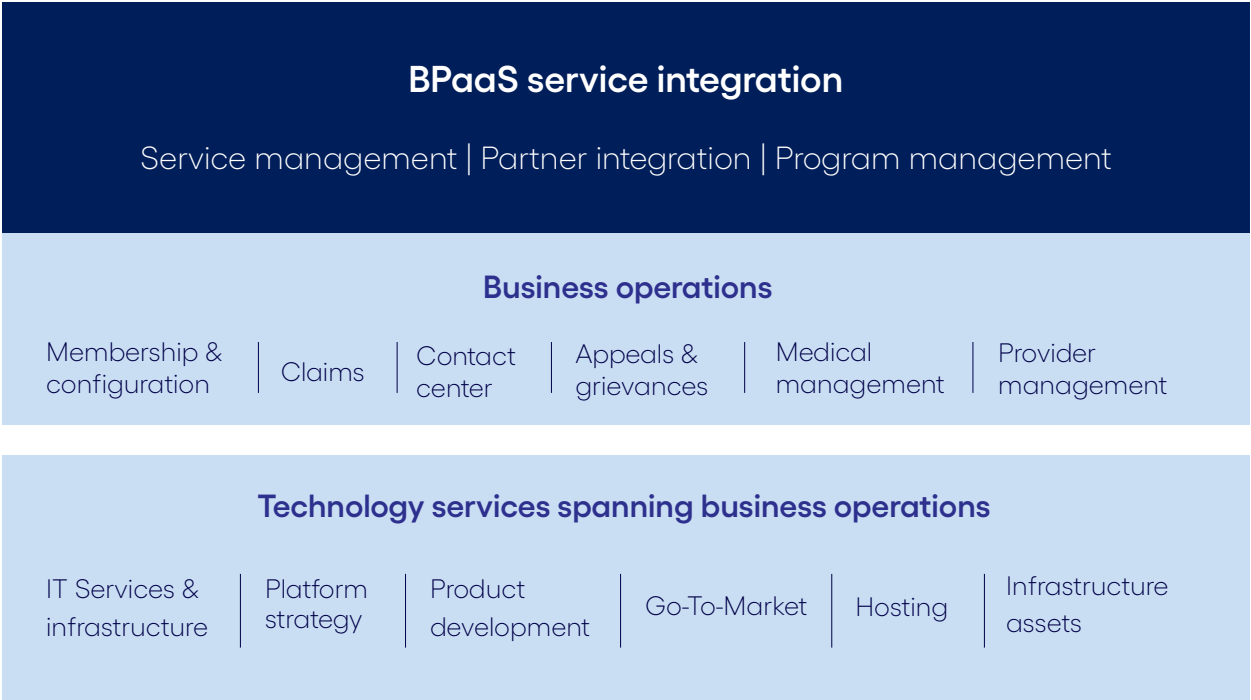 BPaaS service integration
Service management | Partner integration | Program management
Business operations
Membership &
configuration
Claims
Contact
center
Appeals &
grievances
Medical
management
Provider
management
Technology services spanning business operations
IT Services &
infrastructure
Platform
strategy
Product
development
Go-To-Market
Hosting
Infrastructure
assets